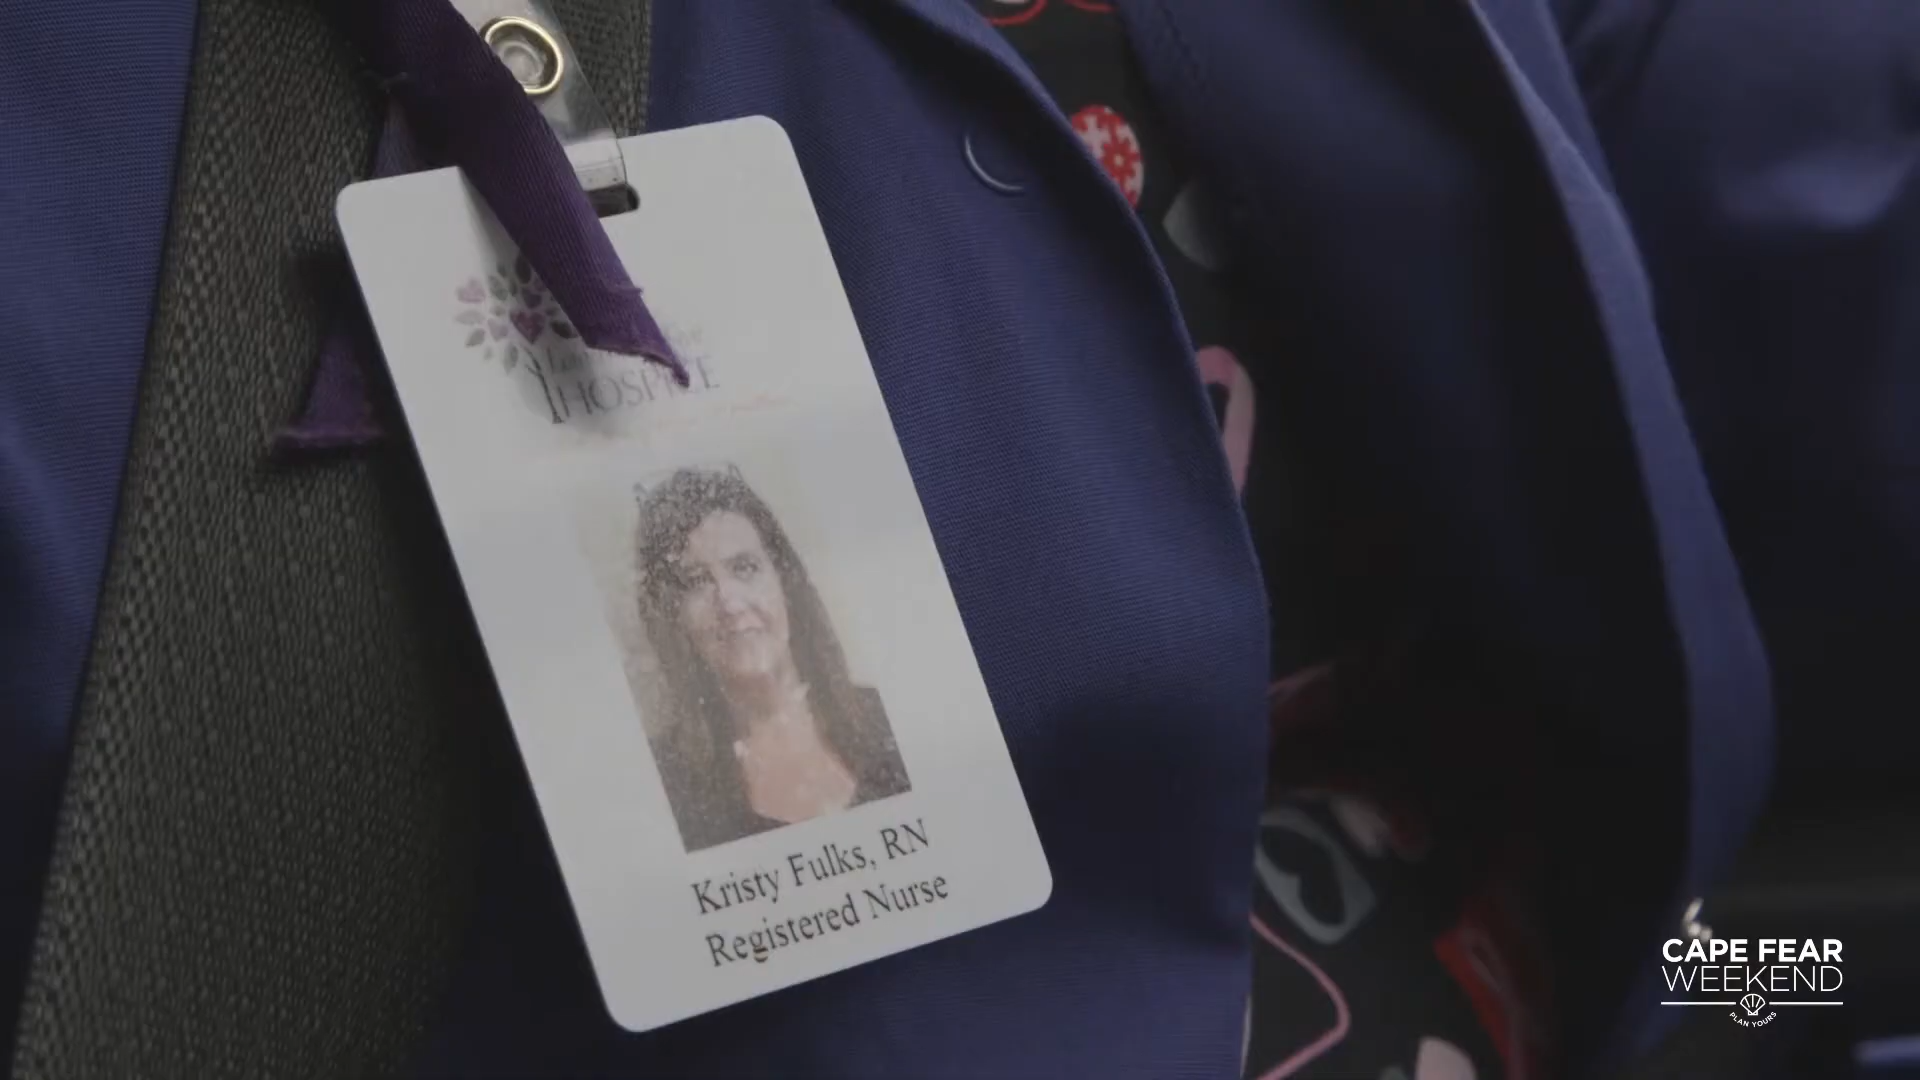 HOSPICE
Kristy Fulks, RN
Registered Nurse
CAPE FEAR
WEEKEND
PLAN YOURS